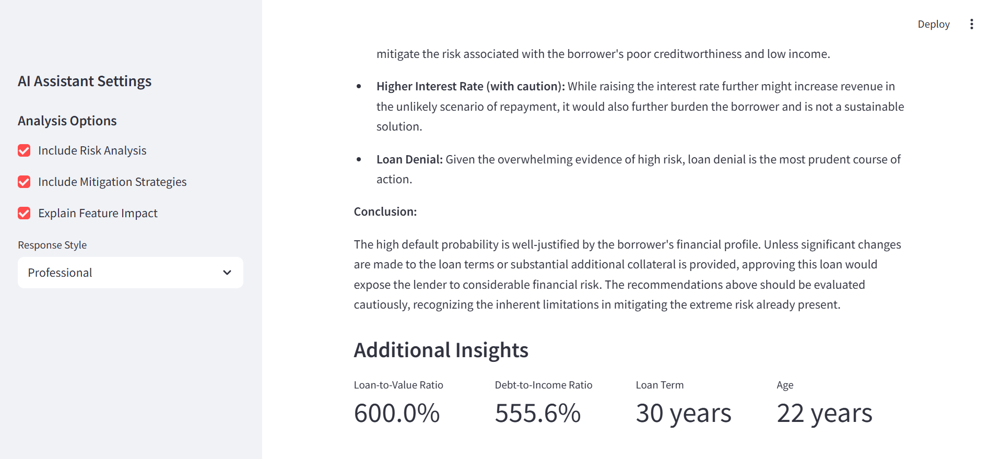 Deploy
AI Assistant Settings
Analysis Options
Include Risk Analysis
Include Mitigation Strategies
Explain Feature Impact
Response Style
Professional
mitigate the risk associated with the borrower's poor creditworthiness and low income.
• Higher Interest Rate (with caution): While raising the interest rate further might increase revenue in
the unlikely scenario of repayment, it would also further burden the borrower and is not a sustainable
solution.
• Loan Denial: Given the overwhelming evidence of high risk, loan denial is the most prudent course of
action.
Conclusion:
The high default probability is well-justified by the borrower's financial profile. Unless significant changes
are made to the loan terms or substantial additional collateral is provided, approving this loan would
expose the lender to considerable financial risk. The recommendations above should be evaluated
cautiously, recognizing the inherent limitations in mitigating the extreme risk already present.
Additional Insights
Loan-to-Value Ratio
600.0%
Debt-to-Income Ratio
555.6%
Loan Term
30 years
Age
22 years